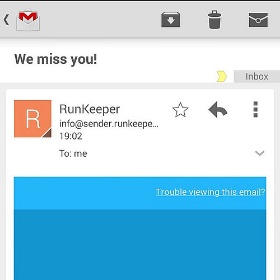 We miss you!
Inbox
R
RunKeeper
info@sender.runkeepe...
19:02
To: me
Trouble viewing this email?